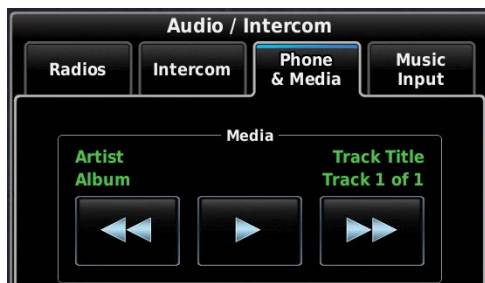 Audio / Intercom
Radios
Intercom
Phone
& Media
Music
Input
Media
Artist
Track Title
Album
Track 1 of 1